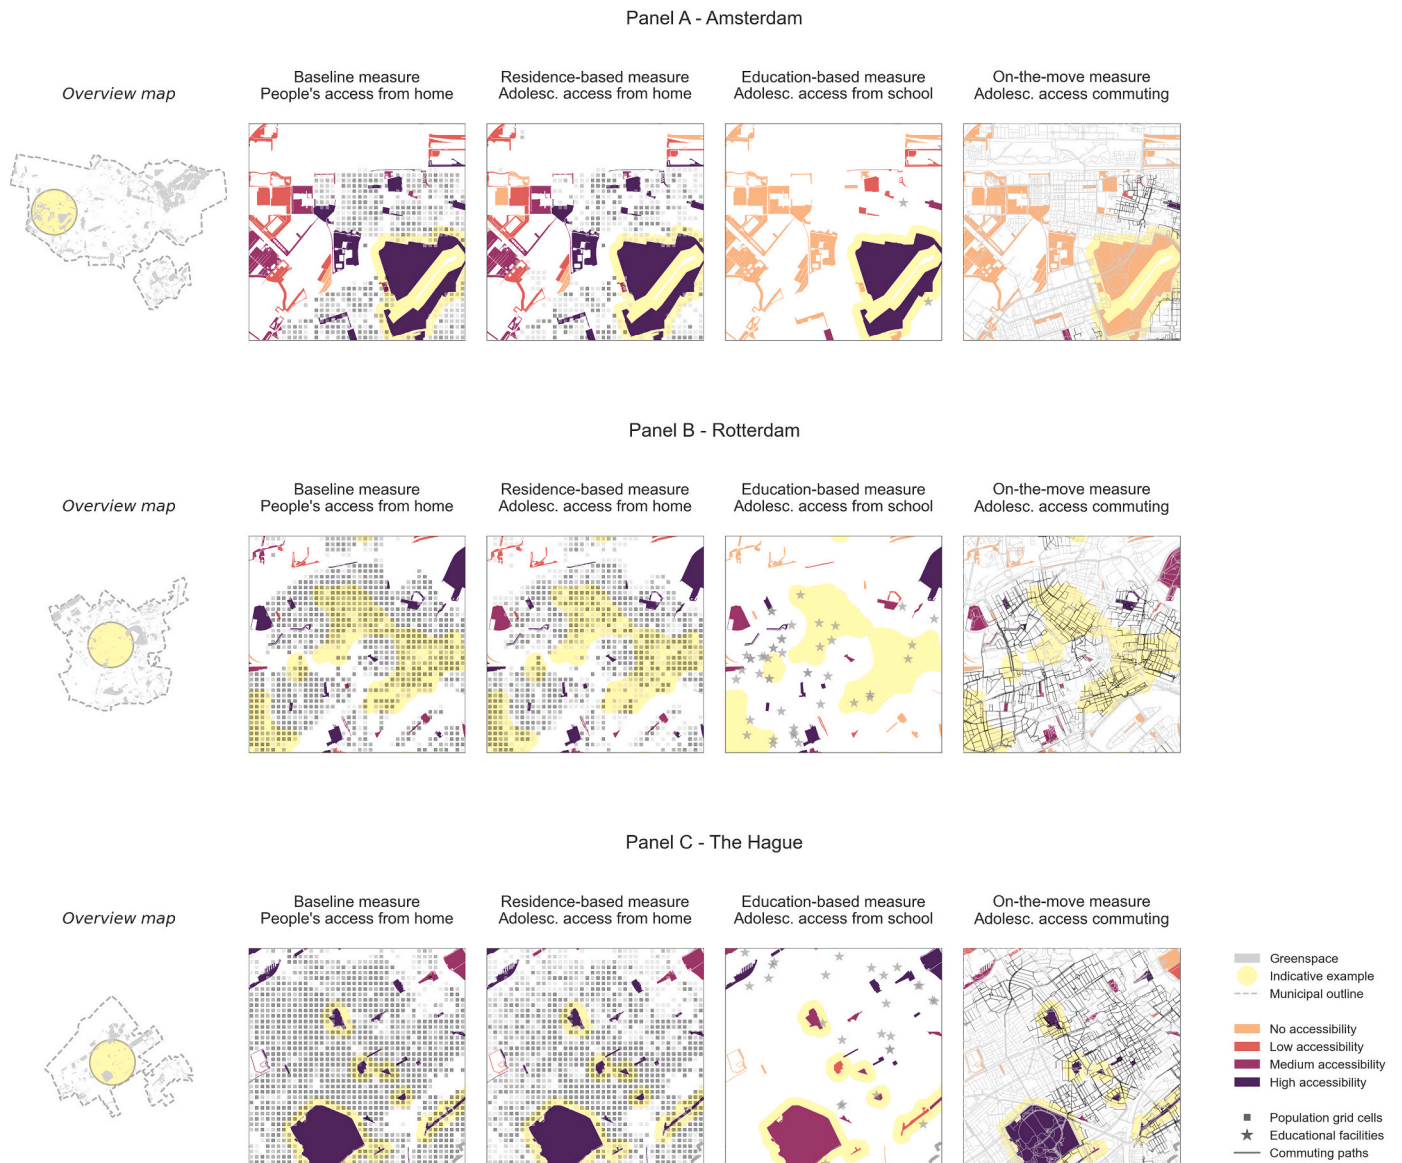 Panel A - Amsterdam
Overview map
Baseline measure
People's access from home
Residence-based measure
Adolesc. access from home
Education-based measure
Adolesc. access from school
On-the-move measure
Adolesc. access commuting
Panel B - Rotterdam
Overview map
Baseline measure
People's access from home
Residence-based measure
Adolesc. access from home
Education-based measure
Adolesc. access from school
On-the-move measure
Adolesc. access commuting
Panel C - The Hague
Overview map
Baseline measure
People's access from home
Residence-based measure
Adolesc. access from home
Education-based measure
Adolesc. access from school
On-the-move measure
Adolesc. access commuting
Greenspace
Indicative example
Municipal outline
No accessibility
Low accessibility
Medium accessibility
High accessibility
Population grid cells
Educational facilities
Commuting paths